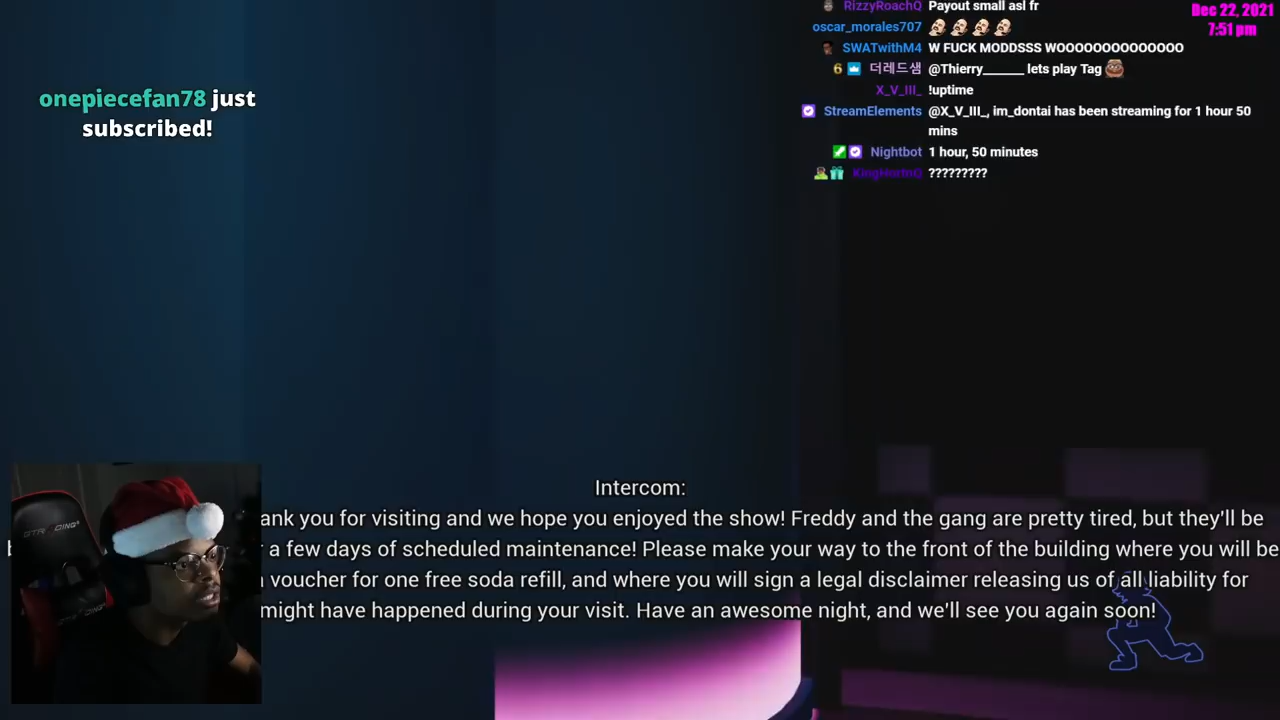 RizzyRoachQ Payout small asl fr
Dec 22, 2021
7:51 pm
oscar_morales707
SWATwithM4 W FUCK MODDSSS WOOOOOOOOOOOOOO
6 더레드샘 @Thierry______ lets play Tag
X_V_III_ !uptime
StreamElements @X_V_III_, im_dontai has been streaming for 1 hour 50
mins
Nightbot 1 hour, 50 minutes
?????????
onepiecefan78 just
subscribed!
Intercom:
ank you for visiting and we hope you enjoyed the show! Freddy and the gang are pretty tired, but they'll be
a few days of scheduled maintenance! Please make your way to the front of the building where you will be
voucher for one free soda refill, and where you will sign a legal disclaimer releasing us of all liability for
might have happened during your visit. Have an awesome night, and we'll see you again soon!